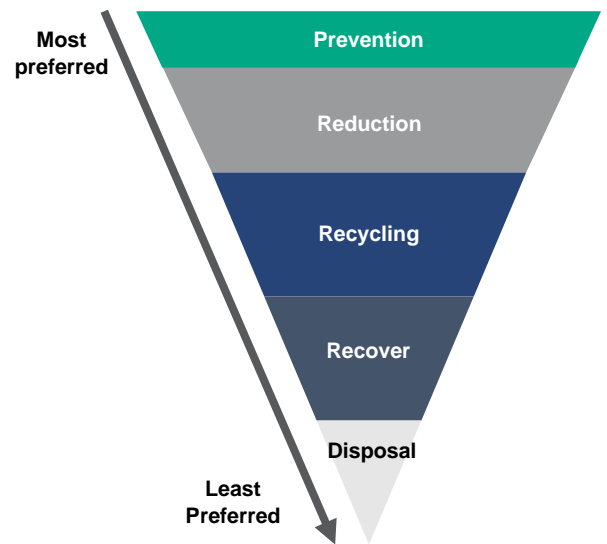 Most
preferred
Prevention
Reduction
Recycling
Recover
Disposal
Least
Preferred